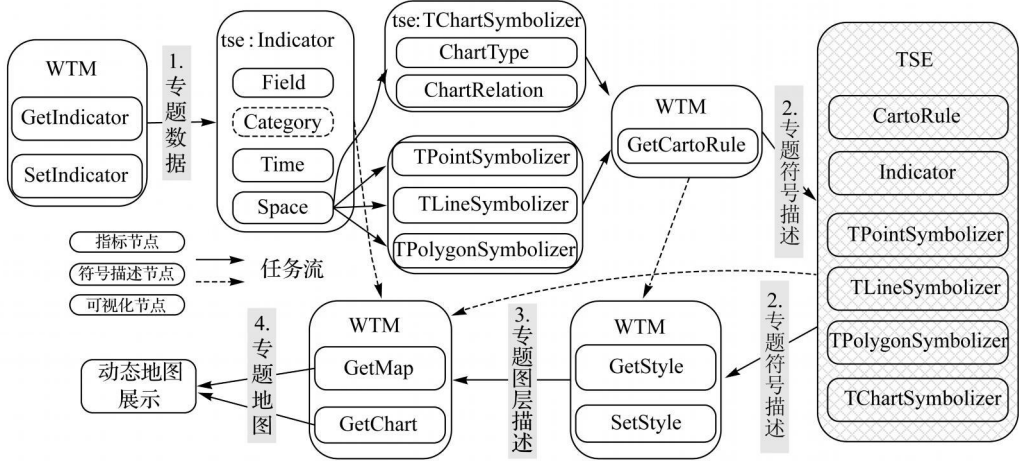 WTM
GetIndicator
SetIndicator
1.专题数据
tse:Indicator
Field
Category
Time
Space
tse:TChartSymbolizer
ChartType
ChartRelation
TPointSymbolizer
TLineSymbolizer
TPolygonSymbolizer
WTM
GetCartoRule
2.专题符号描述
TSE
CartoRule
Indicator
TPointSymbolizer
TLineSymbolizer
TPolygonSymbolizer
TChartSymbolizer
指标节点
符号描述节点
可视化节点
任务流
2.专题符号描述
WTM
GetStyle
SetStyle
3.专题图层描述
WTM
GetMap
GetChart
4.专题地图
动态地图
展示